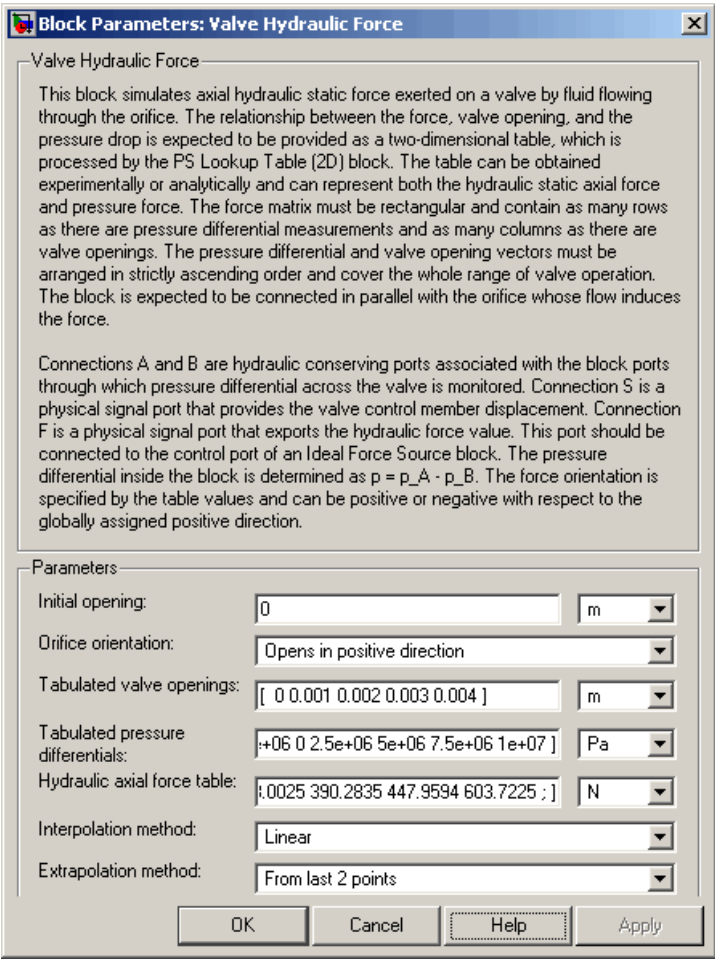 Block Parameters: Valve Hydraulic Force
Valve Hydraulic Force
This block simulates axial hydraulic static force exerted on a valve by fluid flowing
through the orifice. The relationship between the force, valve opening, and the
pressure drop is expected to be provided as a two-dimensional table, which is
processed by the PS Lookup Table (2D) block. The table can be obtained
experimentally or analytically and can represent both the hydraulic static axial force
and pressure force. The force matrix must be rectangular and contain as many rows
as there are pressure differential measurements and as many columns as there are
valve openings. The pressure differential and valve opening vectors must be
arranged in strictly ascending order and cover the whole range of valve operation.
The block is expected to be connected in parallel with the orifice whose flow induces
the force.
Connections A and B are hydraulic conserving ports associated with the block ports
through which pressure differential across the valve is monitored. Connection S is a
physical signal port that provides the valve control member displacement. Connection
F is a physical signal port that exports the hydraulic force value. This port should be
connected to the control port of an Ideal Force Source block. The pressure
differential inside the block is determined as p = p_A - p_B. The force orientation is
specified by the table values and can be positive or negative with respect to the
globally assigned positive direction.
Parameters
Initial opening: 0 m
Orifice orientation: Opens in positive direction
Tabulated valve openings: [ 0 0.001 0.002 0.003 0.004 ] m
Tabulated pressure
differentials: +06 0 2.5e+06 5e+06 7.5e+06 1e+07 ] Pa
Hydraulic axial force table: .0025 390.2835 447.9594 603.7225 ; ] N
Interpolation method: Linear
Extrapolation method: From last 2 points
OK Cancel Help Apply